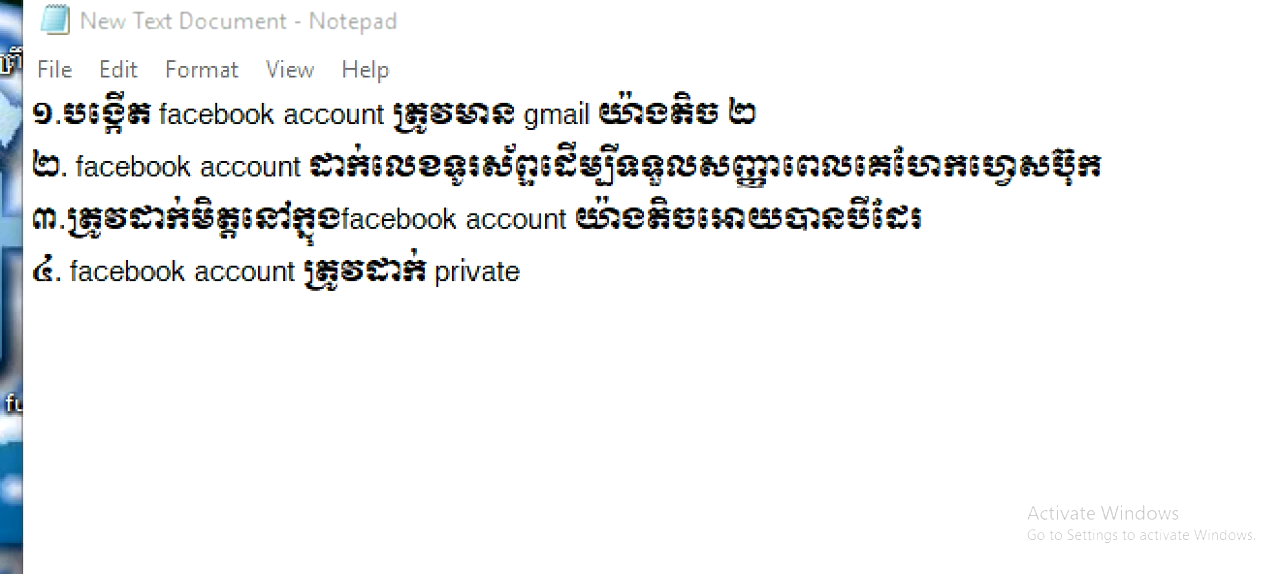 New Text Document - Notepad
File Edit Format View Help
១.បង្កើត facebook account ត្រូវមាន gmail យ៉ាងតិច ២
២. facebook account ដាក់លេខទូរស័ព្ទដើម្បីទទួលសញ្ញាពេលគេហែកហ្វេសប៊ុក
៣.ត្រូវដាក់មិត្តនៅក្នុងfacebook account យ៉ាងតិចអោយបានបីដែរ
៤. facebook account ត្រូវដាក់ private
fu
Activate Windows
Go to Settings to activate Windows.